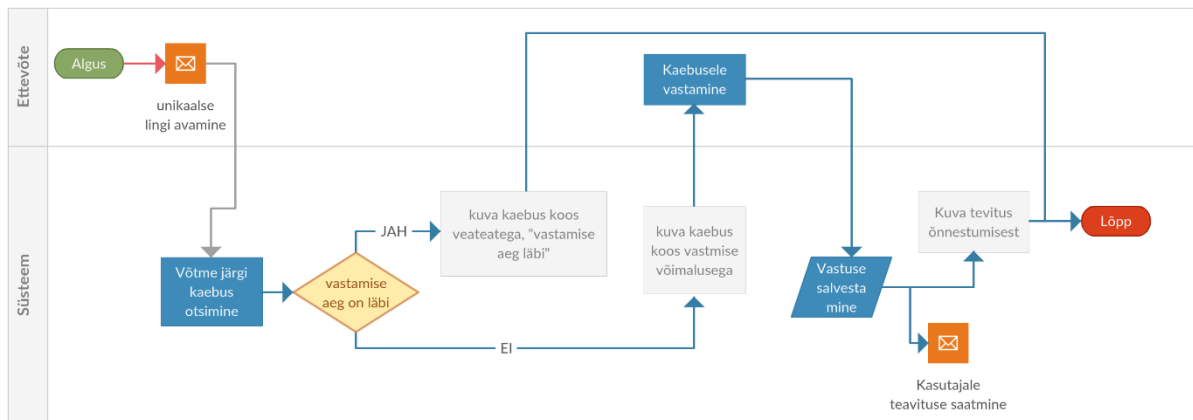 Ettevõte
Algus
unikaalse
lingi avamine
Kaebusele
vastamine
Süsteem
Võtme järgi
kaebus
otsimine
vastamise
aeg on läbi
JAH
EI
kuva kaebus koos
veateatega, "vastamise
aeg läbi"
kuva kaebus
koos vastmise
võimalusega
Vastuse
salvesta
mine
Kuva tevitus
õnnestumisest
Lõpp
Kasutajale
teavituse saatmine